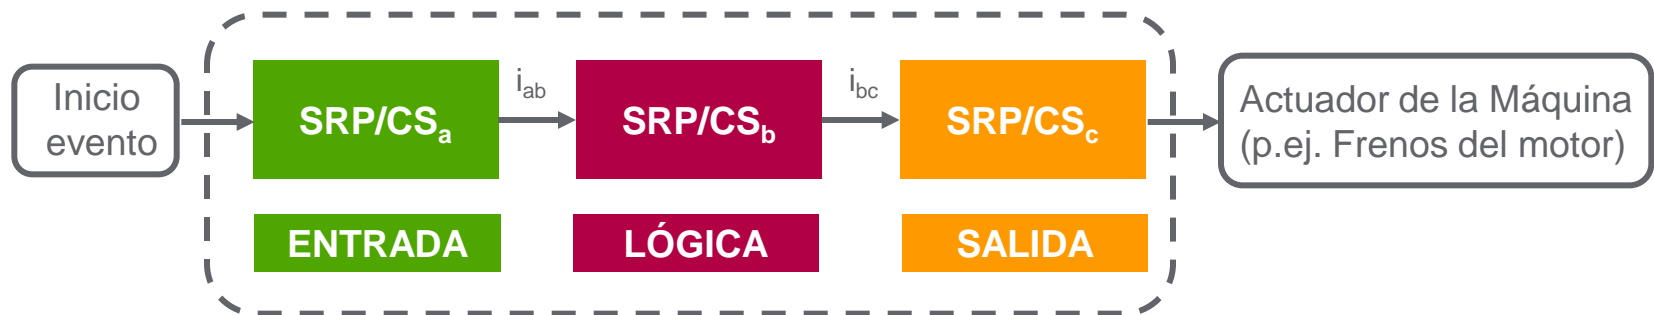 Inicio
evento
SRP/CSa
iab
SRP/CSb
ibc
SRP/CSc
Actuador de la Máquina
(p.ej. Frenos del motor)
ENTRADA
LÓGICA
SALIDA